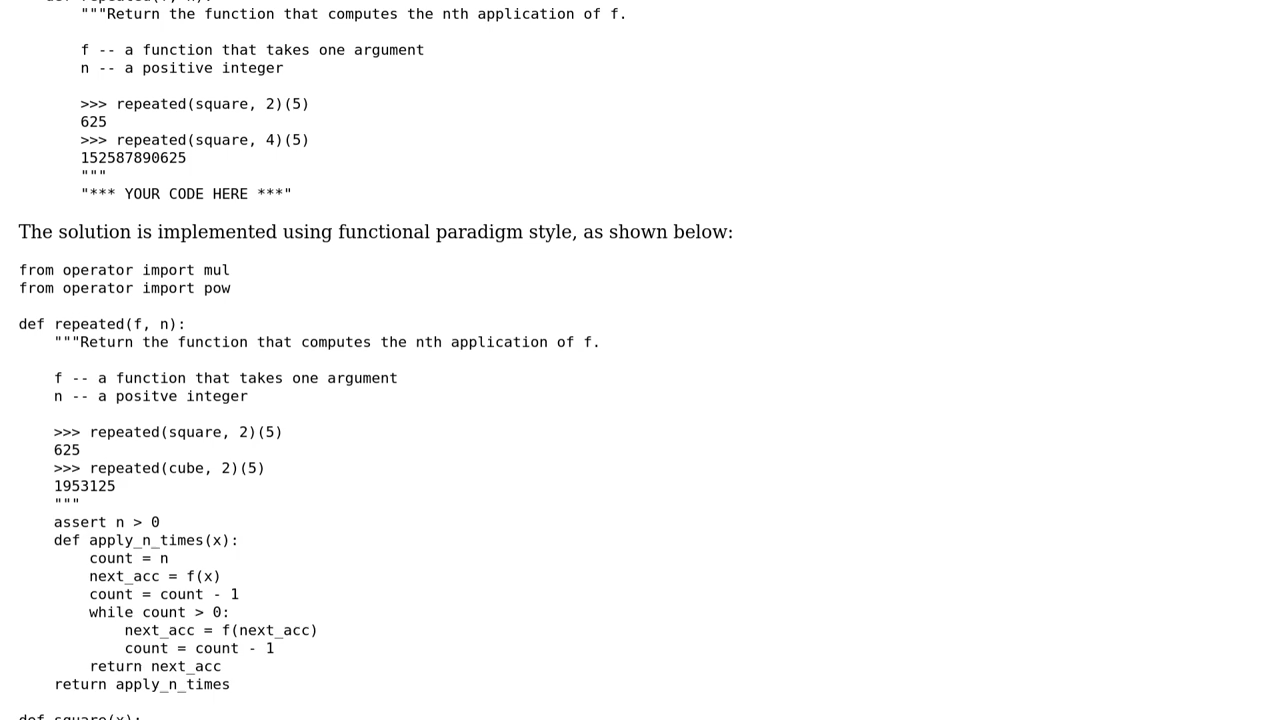 def repeated(f, n):
"""Return the function that computes the nth application of f.
f -- a function that takes one argument
n -- a positive integer
>>> repeated(square, 2)(5)
625
>>> repeated(square, 4)(5)
152587890625
"""
"*** YOUR CODE HERE ***"
The solution is implemented using functional paradigm style, as shown below:
from operator import mul
from operator import pow
def repeated(f, n):
"""Return the function that computes the nth application of f.
f -- a function that takes one argument
n -- a positve integer
>>> repeated(square, 2)(5)
625
>>> repeated(cube, 2)(5)
1953125
"""
assert n > 0
def apply_n_times(x):
count = n
next_acc = f(x)
count = count - 1
while count > 0:
next_acc = f(next_acc)
count = count - 1
return next_acc
return apply_n_times
def square(x):